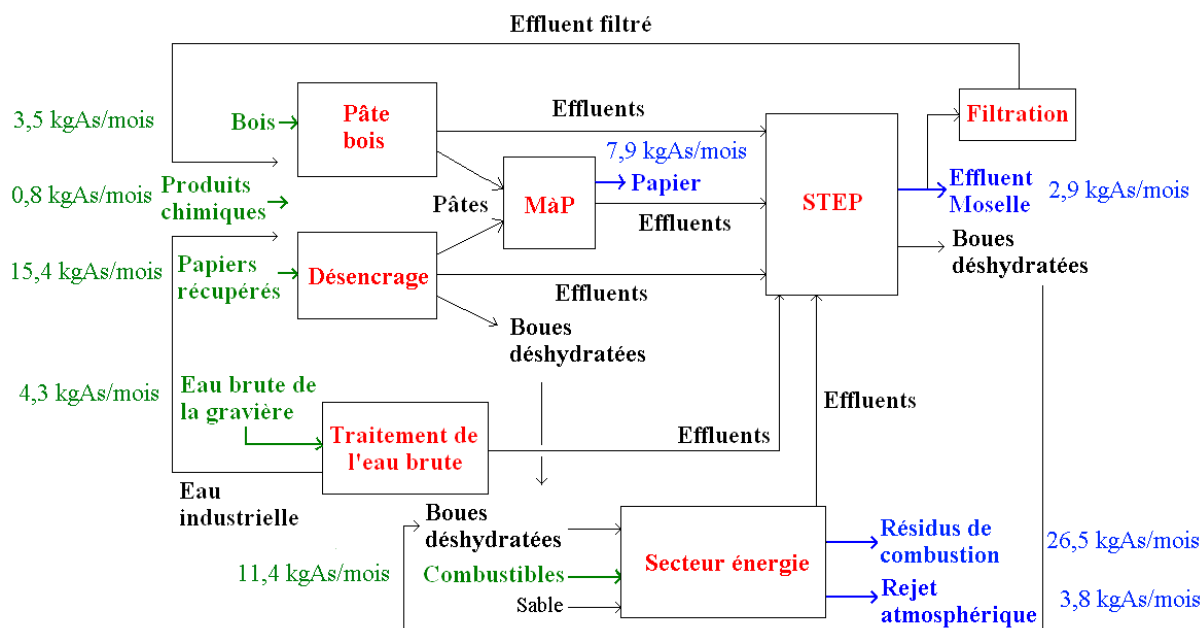 Effluent filtré
3,5 kgAs/mois
Bois
Pâte
bois
Effluents
Filtration
7,9 kgAs/mois
Papier
0,8 kgAs/mois
Produits
chimiques
Pâtes
MàP
Effluents
STEP
Effluent
Moselle
2,9 kgAs/mois
Boues
déshydratées
15,4 kgAs/mois
Papiers
récupérés
Désencrage
Effluents
Boues
déshydratées
4,3 kgAs/mois
Eau brute de
la gravière
Traitement de
l'eau brute
Effluents
Effluents
Eau
industrielle
Boues
déshydratées
11,4 kgAs/mois
Combustibles
Sable
Secteur énergie
Résidus de
combustion
26,5 kgAs/mois
Rejet
atmosphérique
3,8 kgAs/mois